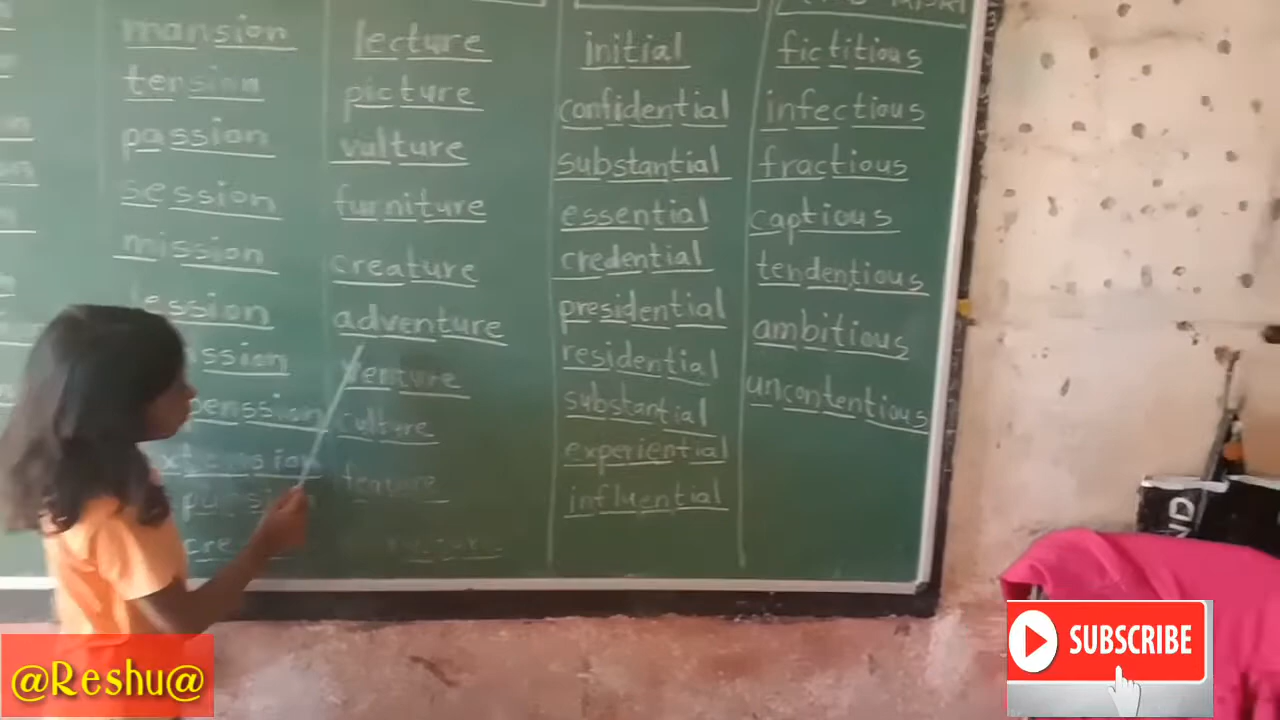 mansion lecture initial fictitious
tension picture confidential infectious
passion vulture substantial fractious
session furniture essential captious
mission creature credential tendentious
adventure presidential ambitious
venture residential uncontentious
culture substantial
experiential
influential
ND
SUBSCRIBE
@Reshu@